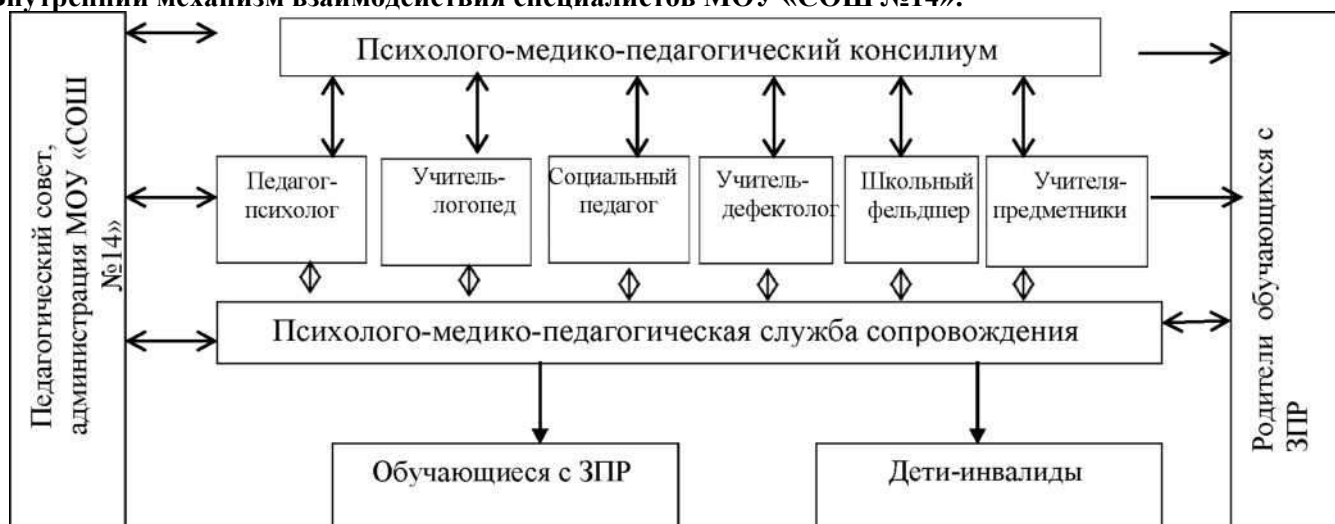 Внутренний механизм взаимодействия специалистов МОУ «СОШ №14».
Педагогический совет,
администрация МОУ «СОШ
№14»
Психолого-медико-педагогический консилиум
Педагог-
психолог
Учитель-
логопед
Социальный
педагог
Учитель-
дефектолог
Школьный
фельдшер
Учителя-
предметники
Психолого-медико-педагогическая служба сопровождения
Обучающиеся с ЗПР
Дети-инвалиды
Родители обучающихся с
ЗПР